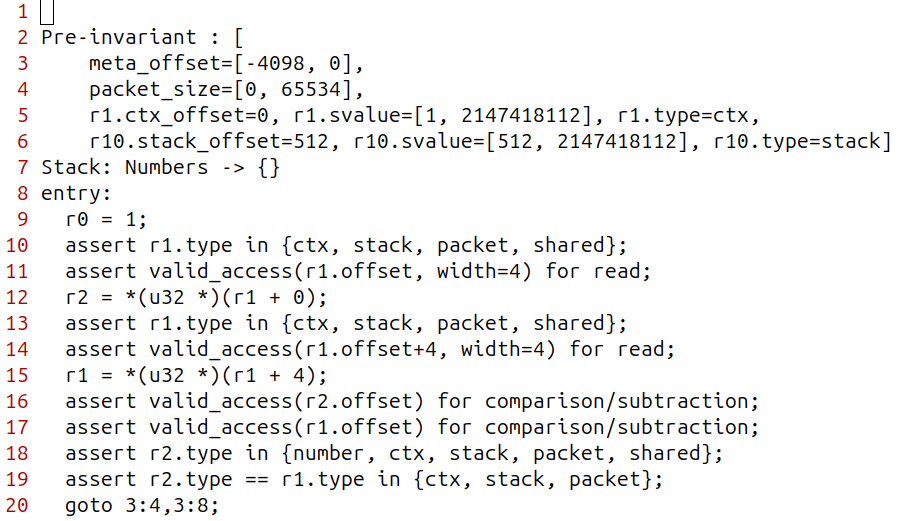 1
2 Pre-invariant : [
3     meta_offset=[-4098, 0],
4     packet_size=[0, 65534],
5     r1.ctx_offset=0, r1.svalue=[1, 2147418112], r1.type=ctx,
6     r10.stack_offset=512, r10.svalue=[512, 2147418112], r10.type=stack]
7 Stack: Numbers -> {}
8 entry:
9   r0 = 1;
10   assert r1.type in {ctx, stack, packet, shared};
11   assert valid_access(r1.offset, width=4) for read;
12   r2 = *(u32 *)(r1 + 0);
13   assert r1.type in {ctx, stack, packet, shared};
14   assert valid_access(r1.offset+4, width=4) for read;
15   r1 = *(u32 *)(r1 + 4);
16   assert valid_access(r2.offset) for comparison/subtraction;
17   assert valid_access(r1.offset) for comparison/subtraction;
18   assert r2.type in {number, ctx, stack, packet, shared};
19   assert r2.type == r1.type in {ctx, stack, packet};
20   goto 3:4,3:8;